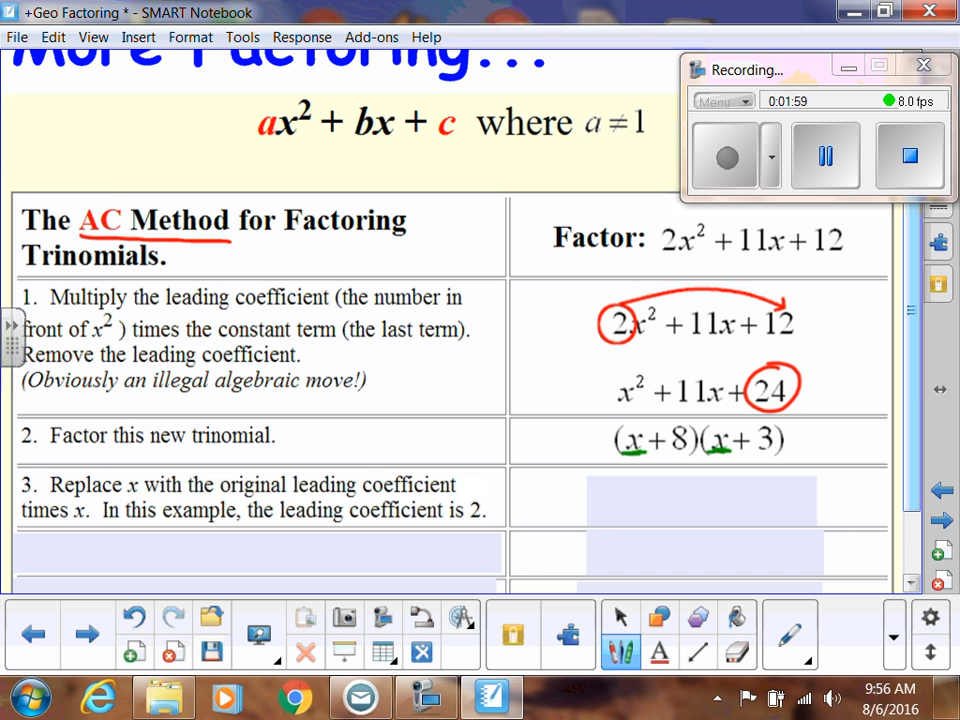 +Geo Factoring * - SMART Notebook
File Edit View Insert Format Tools Response Add-ons Help
More Factoring...
Recording...
Menu
0:01:59
8.0 fps
ax² + bx + c where a ≠ 1
The AC Method for Factoring
Trinomials.
Factor: 2x² + 11x + 12
1. Multiply the leading coefficient (the number in
front of x² ) times the constant term (the last term).
Remove the leading coefficient.
(Obviously an illegal algebraic move!)
2x² + 11x + 12
x² + 11x + 24
2. Factor this new trinomial.
(x + 8)(x + 3)
3. Replace x with the original leading coefficient
times x. In this example, the leading coefficient is 2.
9:56 AM
8/6/2016